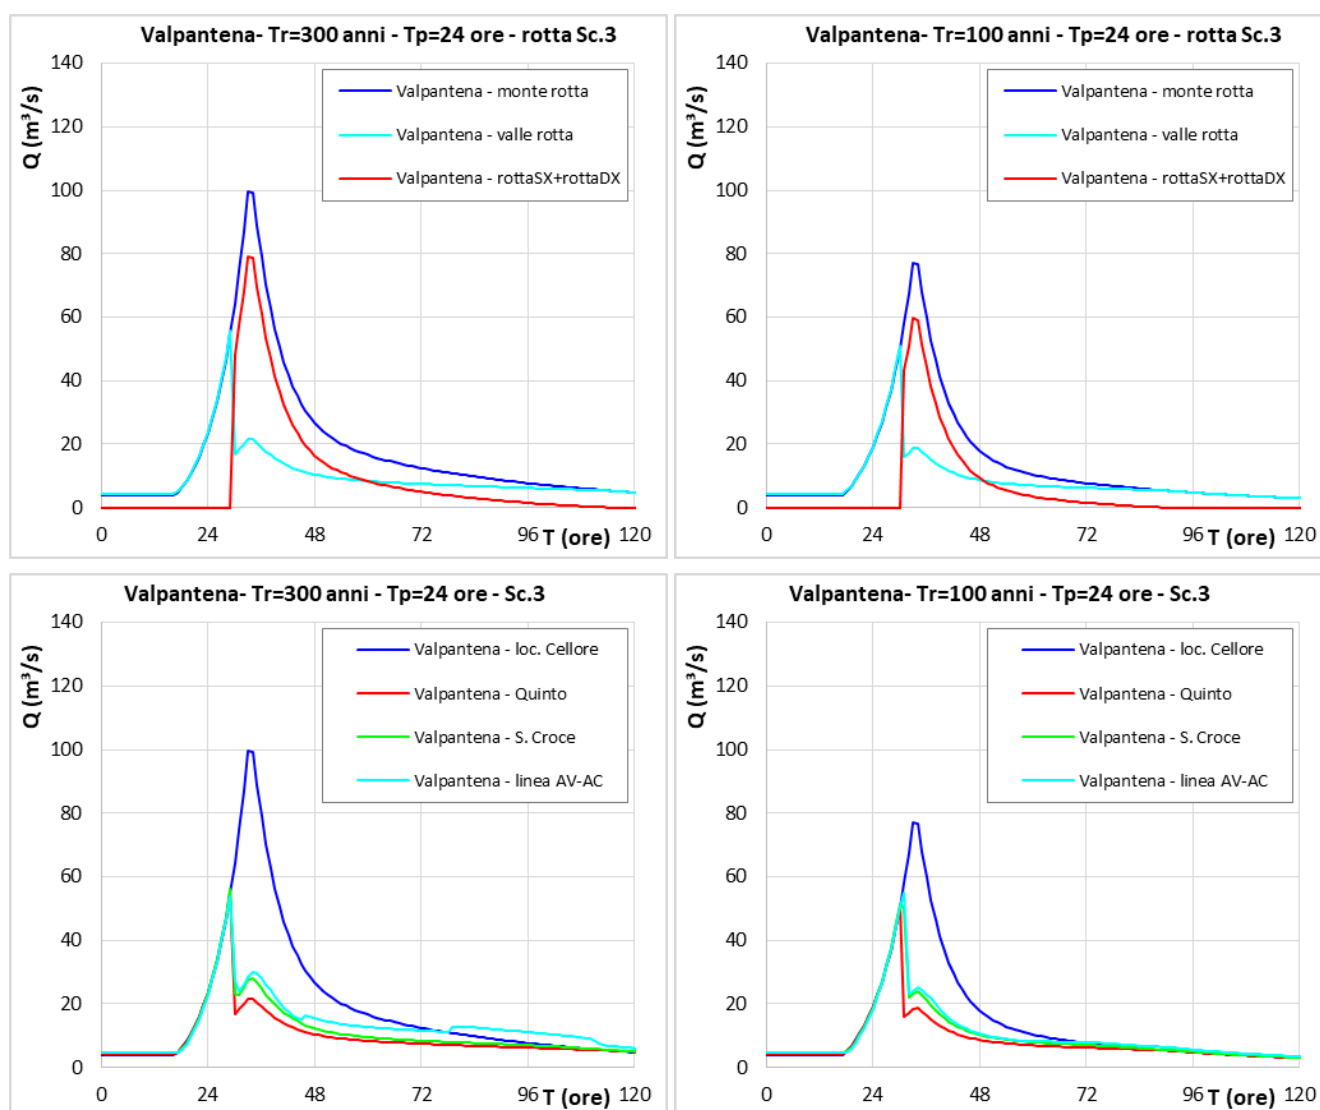 Valpantena- Tr=300 anni - Tp=24 ore - rotta Sc.3
Q (m³/s)
140
120
100
80
60
40
20
0
Valpantena - monte rotta
Valpantena - valle rotta
Valpantena - rottaSX+rottaDX
0 24 48 72 96 T (ore) 120
Valpantena- Tr=100 anni - Tp=24 ore - rotta Sc.3
Q (m³/s)
140
120
100
80
60
40
20
0
Valpantena - monte rotta
Valpantena - valle rotta
Valpantena - rottaSX+rottaDX
0 24 48 72 96 T (ore) 120
Valpantena- Tr=300 anni - Tp=24 ore - Sc.3
Q (m³/s)
140
120
100
80
60
40
20
0
Valpantena - loc. Cellore
Valpantena - Quinto
Valpantena - S. Croce
Valpantena - linea AV-AC
0 24 48 72 96 T (ore) 120
Valpantena- Tr=100 anni - Tp=24 ore - Sc.3
Q (m³/s)
140
120
100
80
60
40
20
0
Valpantena - loc. Cellore
Valpantena - Quinto
Valpantena - S. Croce
Valpantena - linea AV-AC
0 24 48 72 96 T (ore) 120